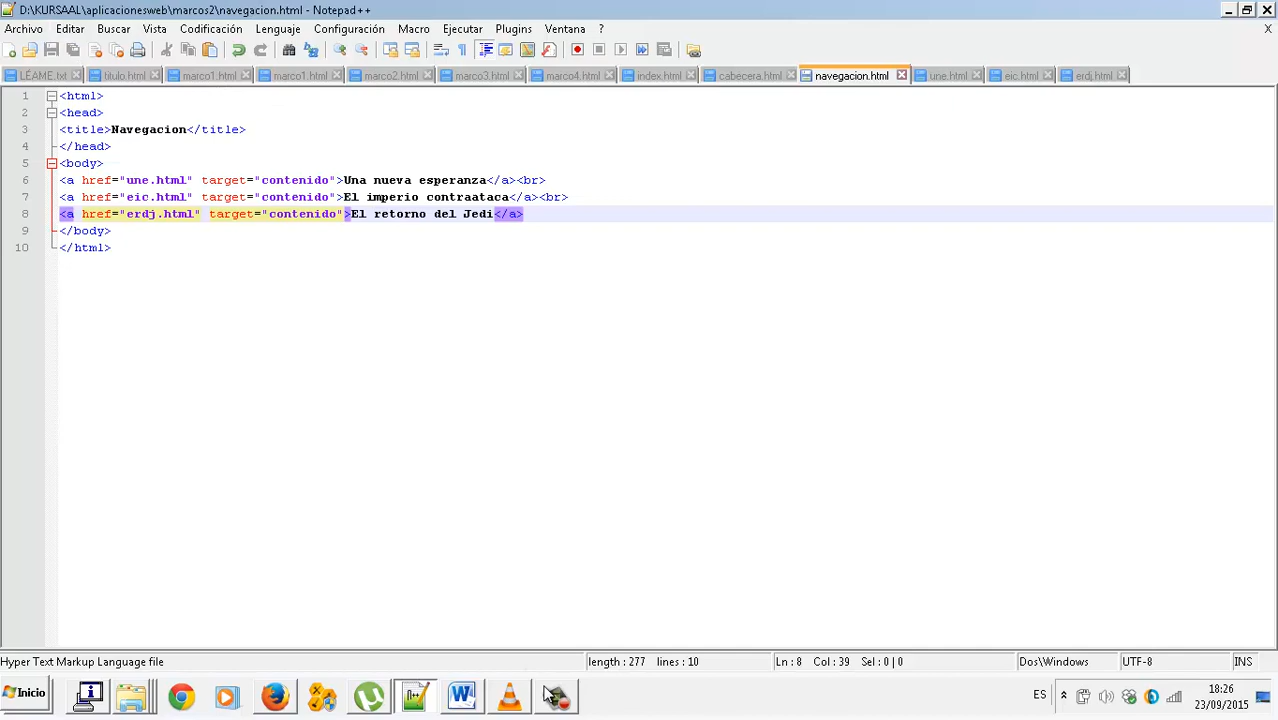 D:\KURSAAL\aplicacionesweb\marcos2\navegacion.html - Notepad++
Archivo Editar Buscar Vista Codificación Lenguaje Configuración Macro Ejecutar Plugins Ventana ? X
LÉAME.txt titulo.html marco1.html marco1.html marco2.html marco3.html marco4.html index.html cabecera.html navegacion.html une.html eic.html erdj.html
1 <html>
2 <head>
3 <title>Navegacion</title>
4 </head>
5 <body>
6 <a href="une.html" target="contenido">Una nueva esperanza</a><br>
7 <a href="eic.html" target="contenido">El imperio contraataca</a><br>
8 <a href="erdj.html" target="contenido">El retorno del Jedi</a>
9 </body>
10 </html>
Hyper Text Markup Language file length : 277 lines : 10 Ln : 8 Col : 39 Sel : 0 | 0 Dos\Windows UTF-8 INS
Inicio ES 18:26
23/09/2015